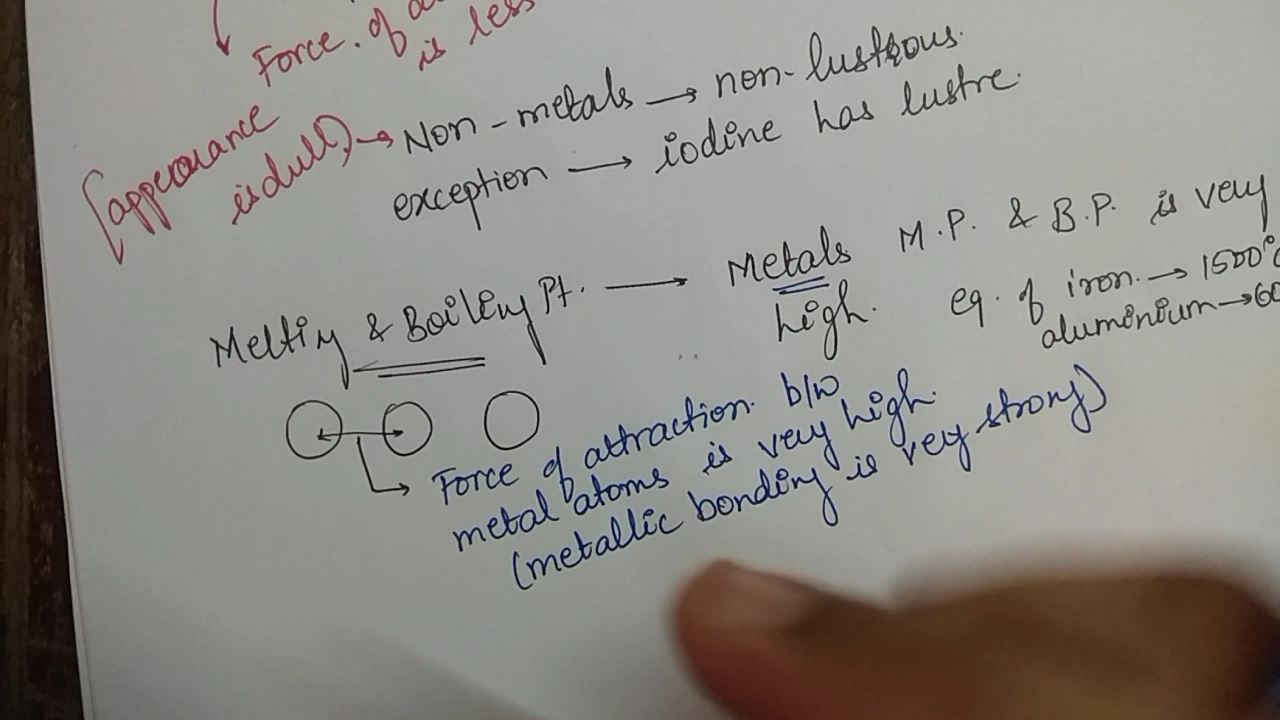 Force. of
is less
[appearance
is dull] → Non-metals → non-lustrous.
exception → iodine has lustre.
Melting & Boiling Pt. → Metals M.P. & B.P. is very
high. eg. of iron. → 1500°C
aluminium → 60
Force of attraction. b/w
metal atoms is very high.
(metallic bonding is very strong)